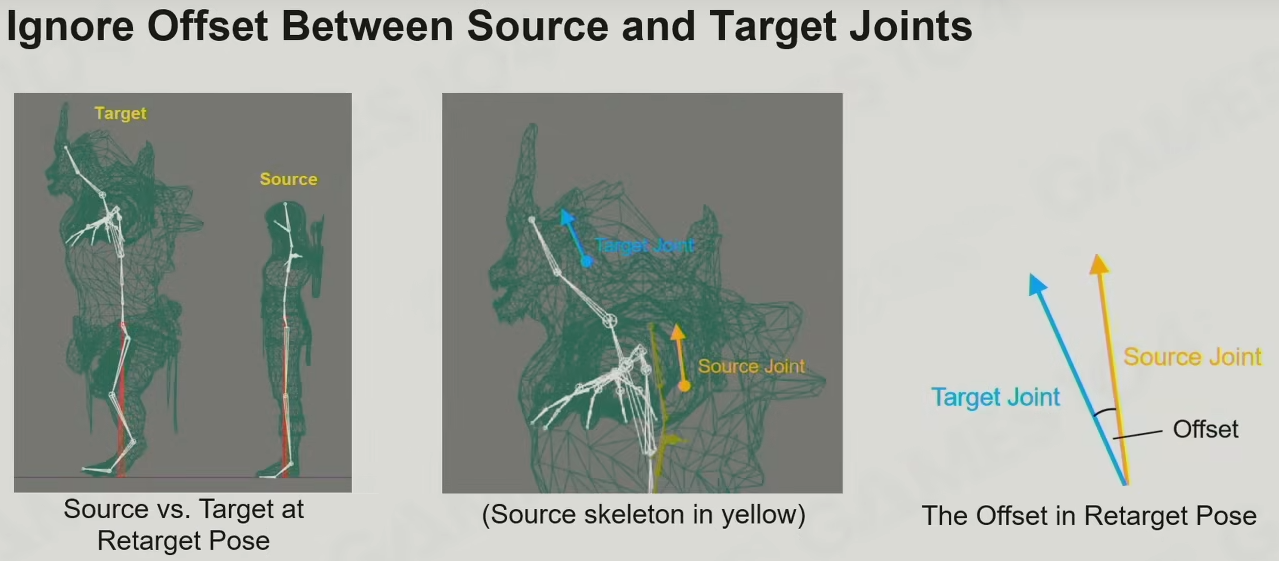 Ignore Offset Between Source and Target Joints
Target
Source
Source vs. Target at
Retarget Pose
Target Joint
Source Joint
(Source skeleton in yellow)
Target Joint
Source Joint
Offset
The Offset in Retarget Pose